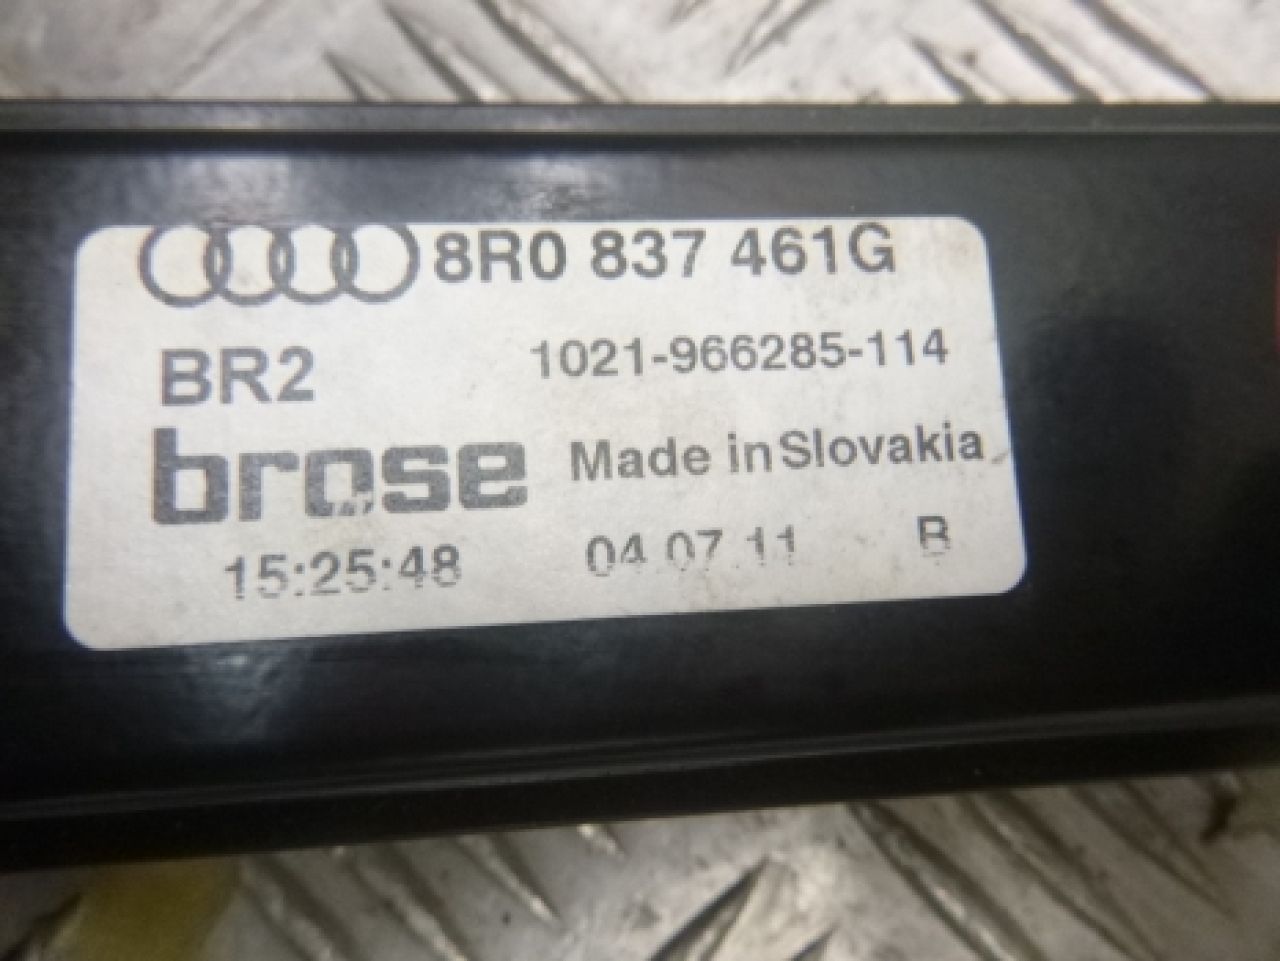 8R0 837 461G
BR2 1021-966285-114
brose Made in Slovakia
15:25:48 04.07.11 B